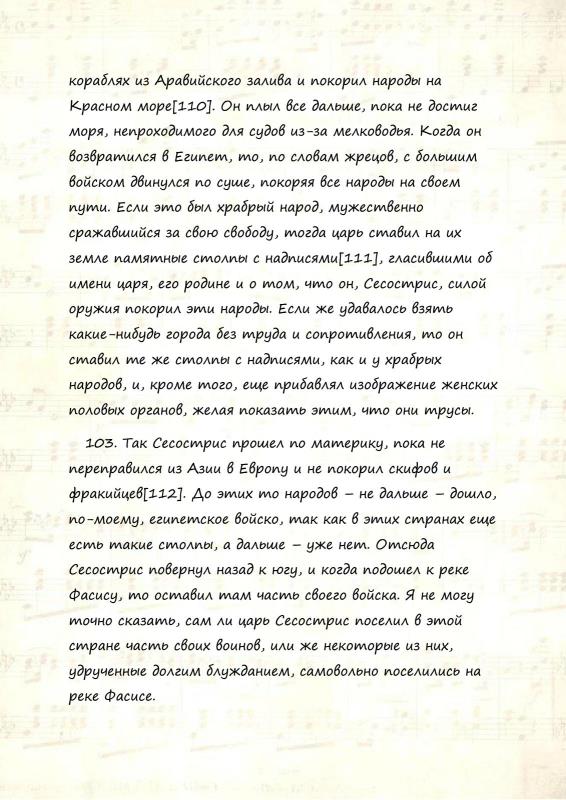 кораблях из Аравийского залива и покорил народы на
Красном море[110]. Он плыл все дальше, пока не достиг
моря, непроходимого для судов из-за мелководья. Когда он
возвратился в Египет, то, по словам жрецов, с большим
войском двинулся по суше, покоряя все народы на своем
пути. Если это был храбрый народ, мужественно
сражавшийся за свою свободу, тогда царь ставил на их
земле памятные столпы с надписями[111], гласившими об
имени царя, его родине и о том, что он, Сесострис, силой
оружия покорил эти народы. Если же удавалось взять
какие-нибудь города без труда и сопротивления, то он
ставил те же столпы с надписями, как и у храбрых
народов, и, кроме того, еще прибавлял изображение женских
половых органов, желая показать этим, что они трусы.
103. Так Сесострис прошел по материку, пока не
переправился из Азии в Европу и не покорил скифов и
фракийцев[112]. До этих то народов – не дальше – дошло,
по-моему, египетское войско, так как в этих странах еще
есть такие столпы, а дальше – уже нет. Отсюда
Сесострис повернул назад к югу, и когда подошел к реке
Фасису, то оставил там часть своего войска. Я не могу
точно сказать, сам ли царь Сесострис поселил в этой
стране часть своих воинов, или же некоторые из них,
удрученные долгим блужданием, самовольно поселились на
реке Фасисе.